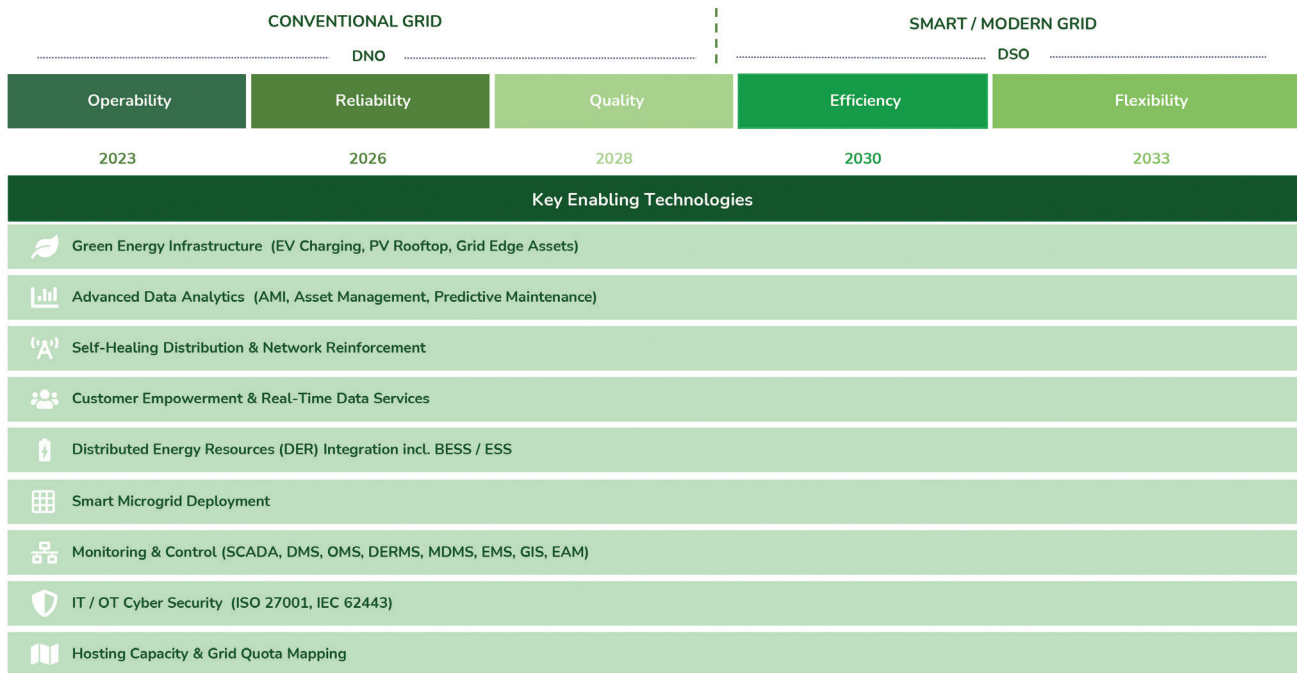 CONVENTIONAL GRID
SMART / MODERN GRID
DNO
DSO
Operability
Reliability
Quality
Efficiency
Flexibility
2023
2026
2028
2030
2033
Key Enabling Technologies
Green Energy Infrastructure (EV Charging, PV Rooftop, Grid Edge Assets)
Advanced Data Analytics (AMI, Asset Management, Predictive Maintenance)
Self-Healing Distribution & Network Reinforcement
Customer Empowerment & Real-Time Data Services
Distributed Energy Resources (DER) Integration incl. BESS / ESS
Smart Microgrid Deployment
Monitoring & Control (SCADA, DMS, OMS, DERMS, MDMS, EMS, GIS, EAM)
IT / OT Cyber Security (ISO 27001, IEC 62443)
Hosting Capacity & Grid Quota Mapping